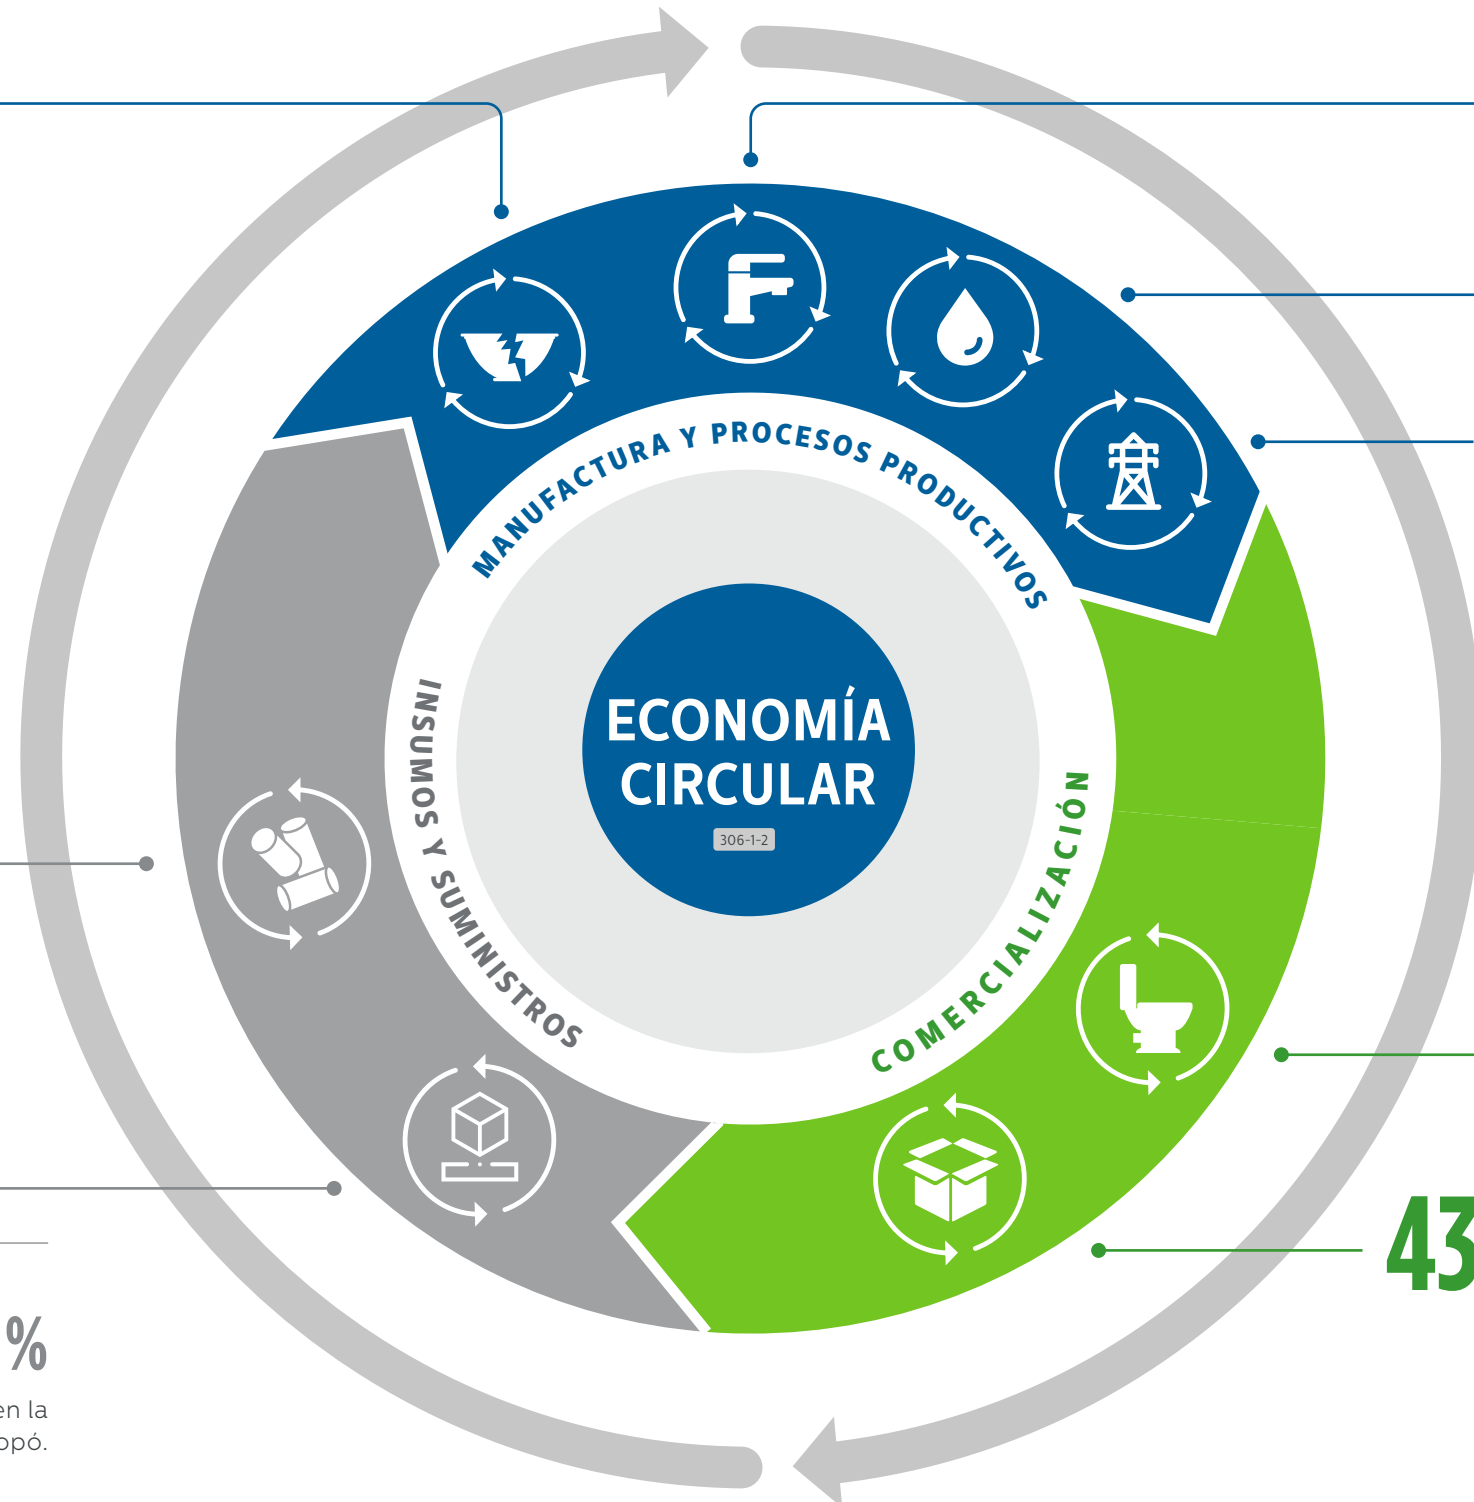 MANUFACTURA Y PROCESOS PRODUCTIVOS
ECONOMÍA
CIRCULAR
306-1-2
INSUMOS Y SUMINISTROS
COMERCIALIZACIÓN
43
%
en la
opó.